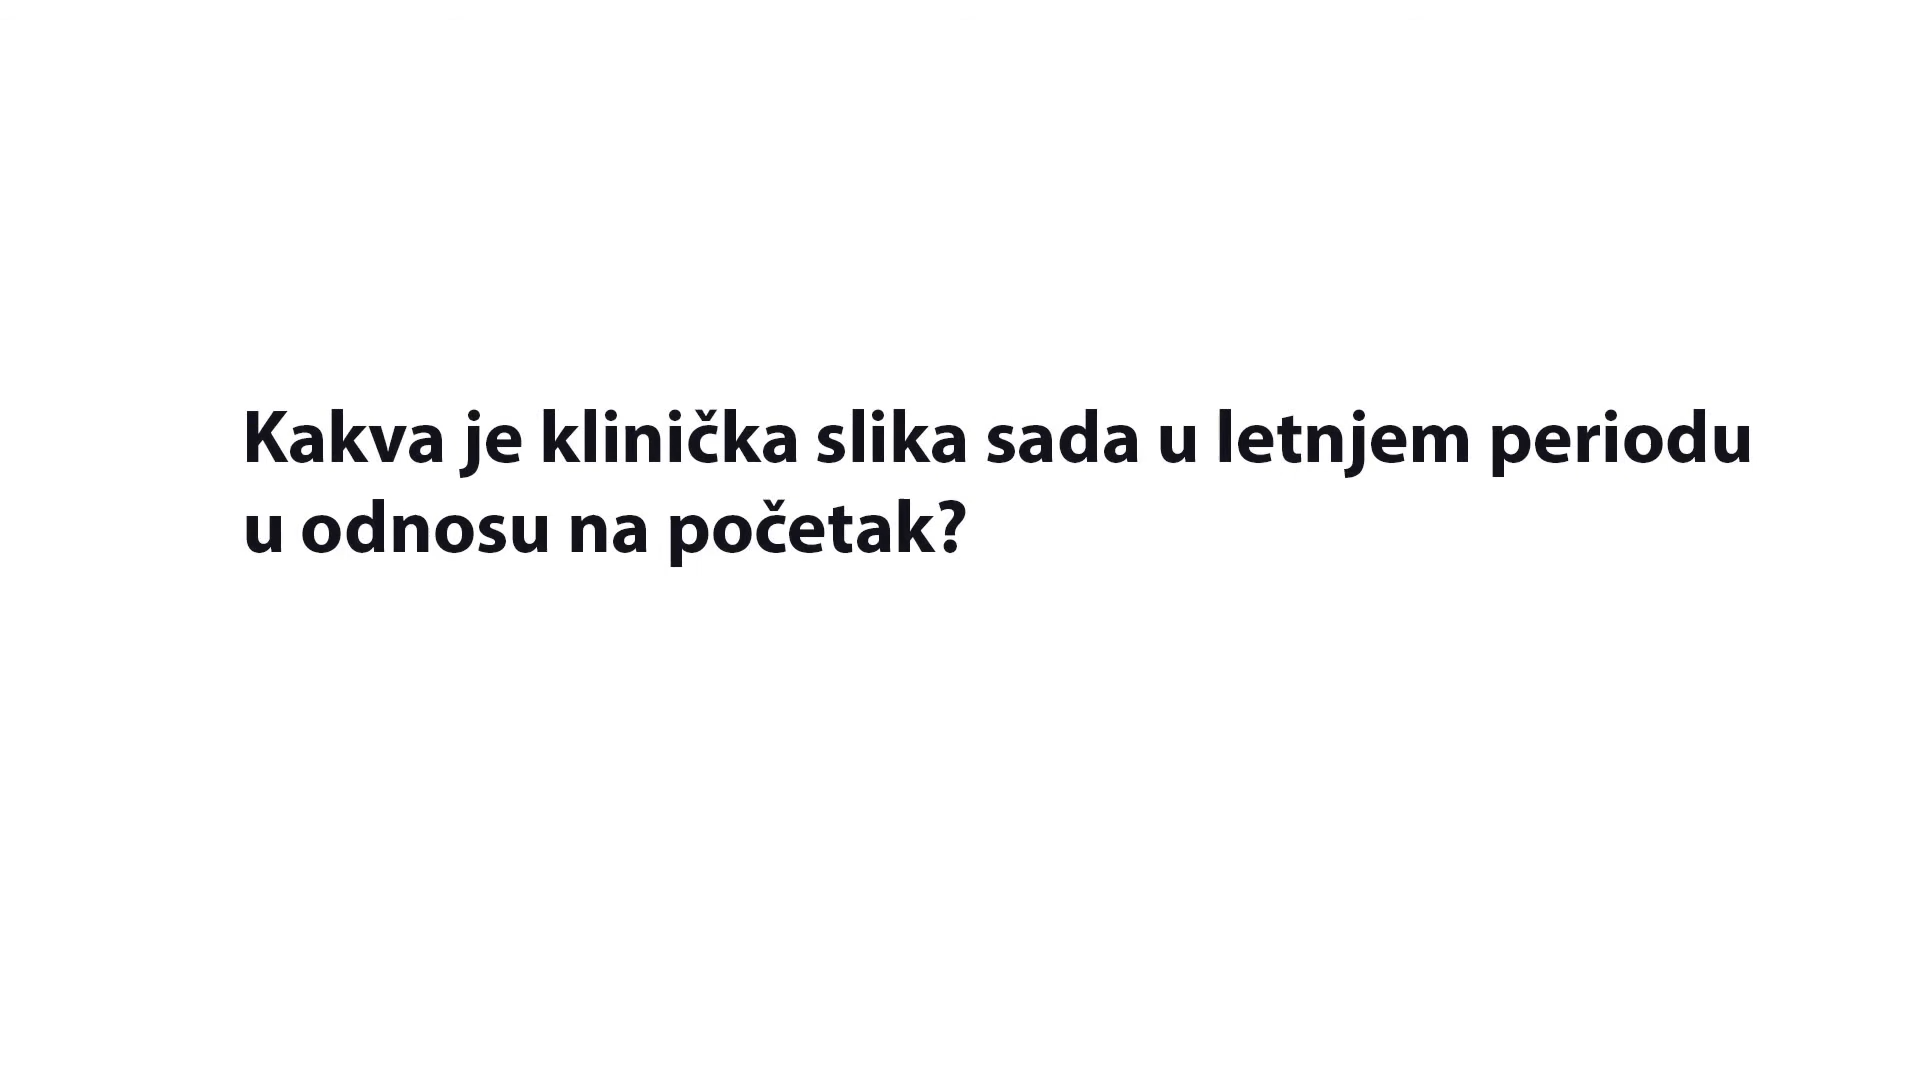 Kakva je klinička slika sada u letnjem periodu
u odnosu na početak?